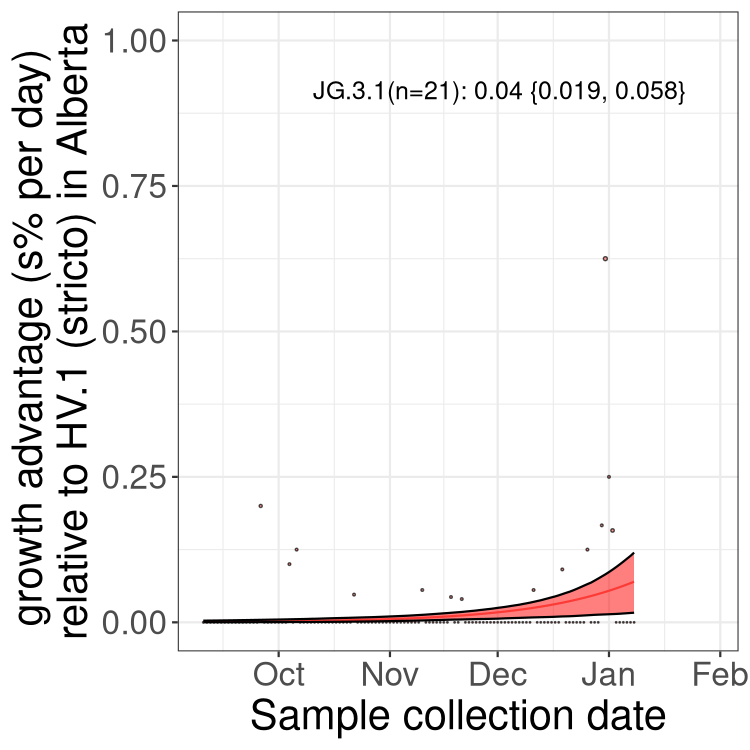 growth advantage (s% per day)
relative to HV.1 (stricto) in Alberta
1.00
0.75
0.50
0.25
0.00
JG.3.1(n=21): 0.04 {0.019, 0.058}
Oct Nov Dec Jan Feb
Sample collection date